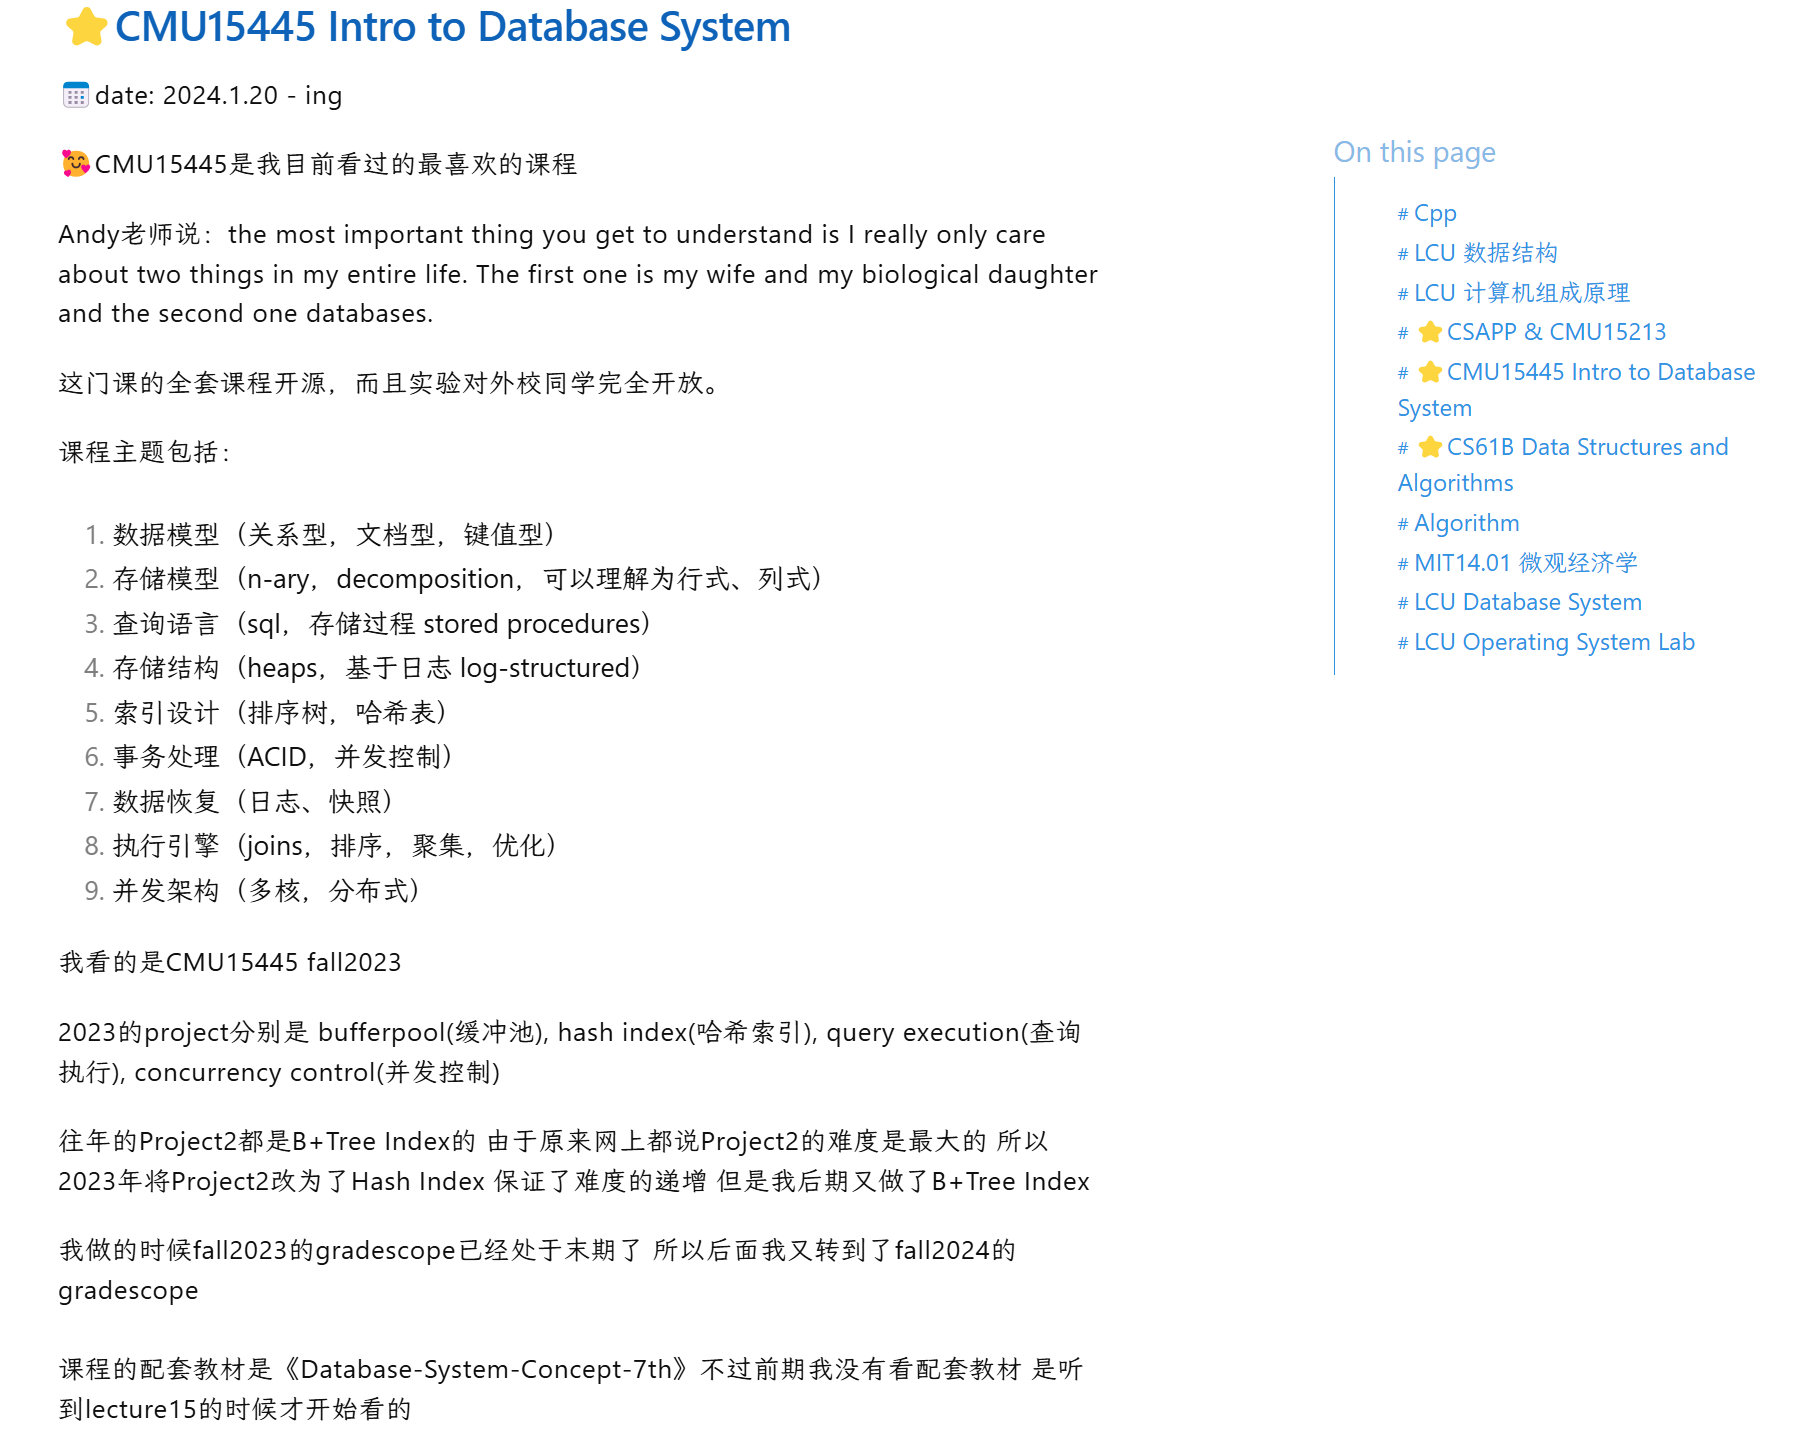 ⭐CMU15445 Intro to Database System
📅date: 2024.1.20 - ing
🥰CMU15445是我目前看过的最喜欢的课程
Andy老师说：the most important thing you get to understand is I really only care
about two things in my entire life. The first one is my wife and my biological daughter
and the second one databases.
这门课的全套课程开源，而且实验对外校同学完全开放。
课程主题包括：
1. 数据模型（关系型，文档型，键值型）
2. 存储模型（n-ary，decomposition，可以理解为行式、列式）
3. 查询语言（sql，存储过程 stored procedures）
4. 存储结构（heaps，基于日志 log-structured）
5. 索引设计（排序树，哈希表）
6. 事务处理（ACID，并发控制）
7. 数据恢复（日志、快照）
8. 执行引擎（joins，排序，聚集，优化）
9. 并发架构（多核，分布式）
我看的是CMU15445 fall2023
2023的project分别是 bufferpool(缓冲池), hash index(哈希索引), query execution(查询
执行), concurrency control(并发控制)
往年的Project2都是B+Tree Index的 由于原来网上都说Project2的难度是最大的 所以
2023年将Project2改为了Hash Index 保证了难度的递增 但是我后期又做了B+Tree Index
我做的时候fall2023的gradescope已经处于末期了 所以后面我又转到了fall2024的
gradescope
课程的配套教材是《Database-System-Concept-7th》不过前期我没有看配套教材 是听
到lecture15的时候才开始看的
On this page
# Cpp
# LCU 数据结构
# LCU 计算机组成原理
# ⭐CSAPP & CMU15213
# ⭐CMU15445 Intro to Database
System
# ⭐CS61B Data Structures and
Algorithms
# Algorithm
# MIT14.01 微观经济学
# LCU Database System
# LCU Operating System Lab